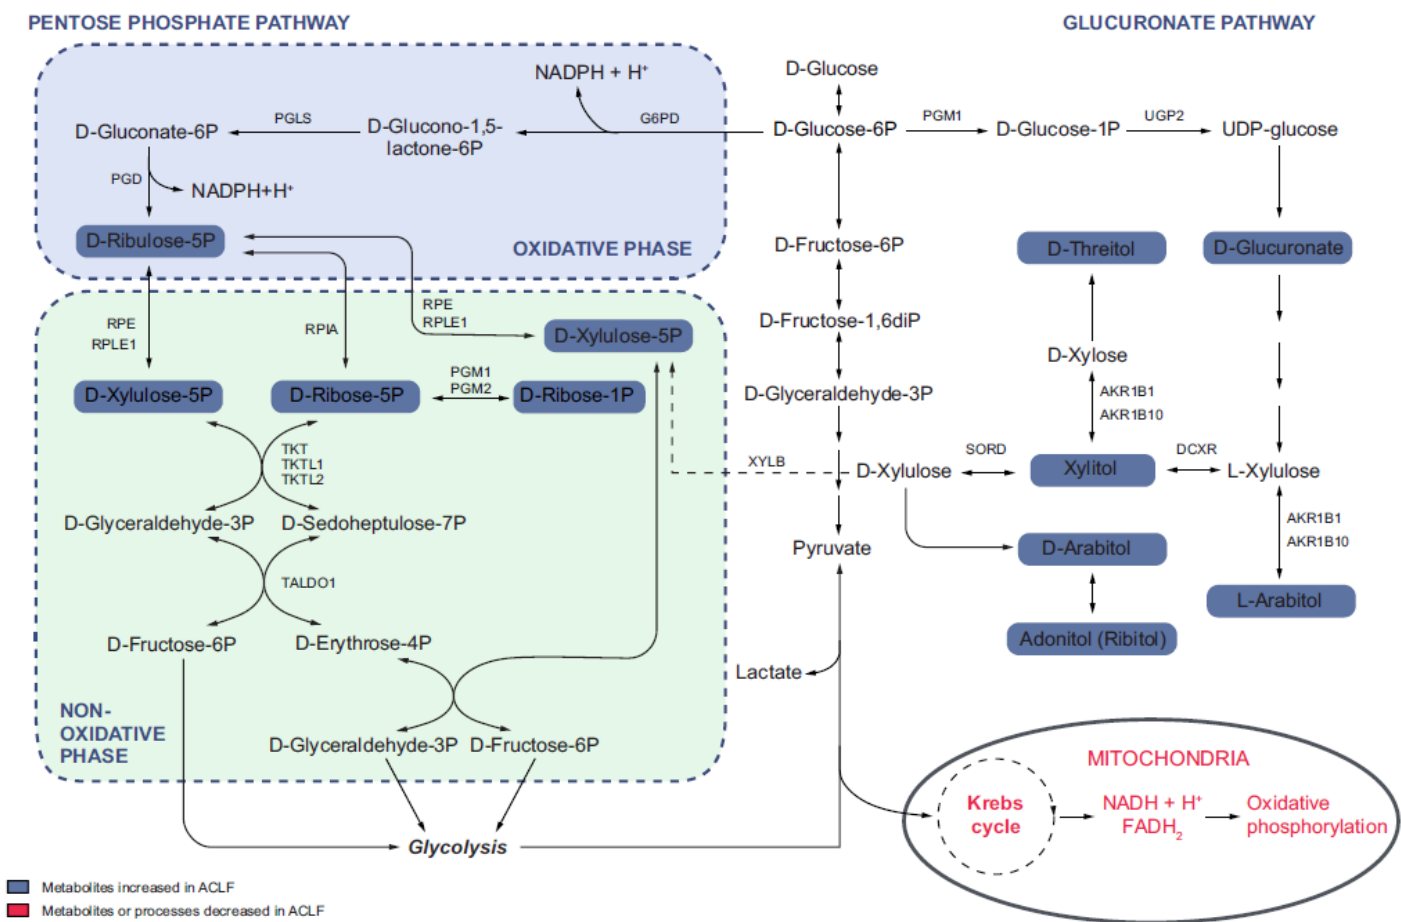 PENTOSE PHOSPHATE PATHWAY
GLUCURONATE PATHWAY
NADPH + H⁺
D-Glucose
D-Gluconate-6P
PGLS
D-Glucono-1,5-
lactone-6P
G6PD
D-Glucose-6P
PGM1
D-Glucose-1P
UGP2
UDP-glucose
PGD
NADPH+H⁺
D-Ribulose-5P
OXIDATIVE PHASE
D-Fructose-6P
D-Threitol
D-Glucuronate
RPE
RPLE1
RPIA
RPE
RPLE1
D-Xylulose-5P
D-Fructose-1,6diP
D-Xylose
D-Xylulose-5P
D-Ribose-5P
PGM1
PGM2
D-Ribose-1P
D-Glyceraldehyde-3P
AKR1B1
AKR1B10
TKT
TKTL1
TKTL2
XYLB
D-Xylulose
SORD
Xylitol
DCXR
L-Xylulose
D-Glyceraldehyde-3P
D-Sedoheptulose-7P
AKR1B1
AKR1B10
Pyruvate
D-Arabitol
TALDO1
L-Arabitol
D-Fructose-6P
D-Erythrose-4P
Adonitol (Ribitol)
Lactate
NON-
OXIDATIVE
PHASE
D-Glyceraldehyde-3P
D-Fructose-6P
MITOCHONDRIA
Krebs
cycle
NADH + H⁺
FADH₂
Oxidative
phosphorylation
Glycolysis
Metabolites increased in ACLF
Metabolites or processes decreased in ACLF